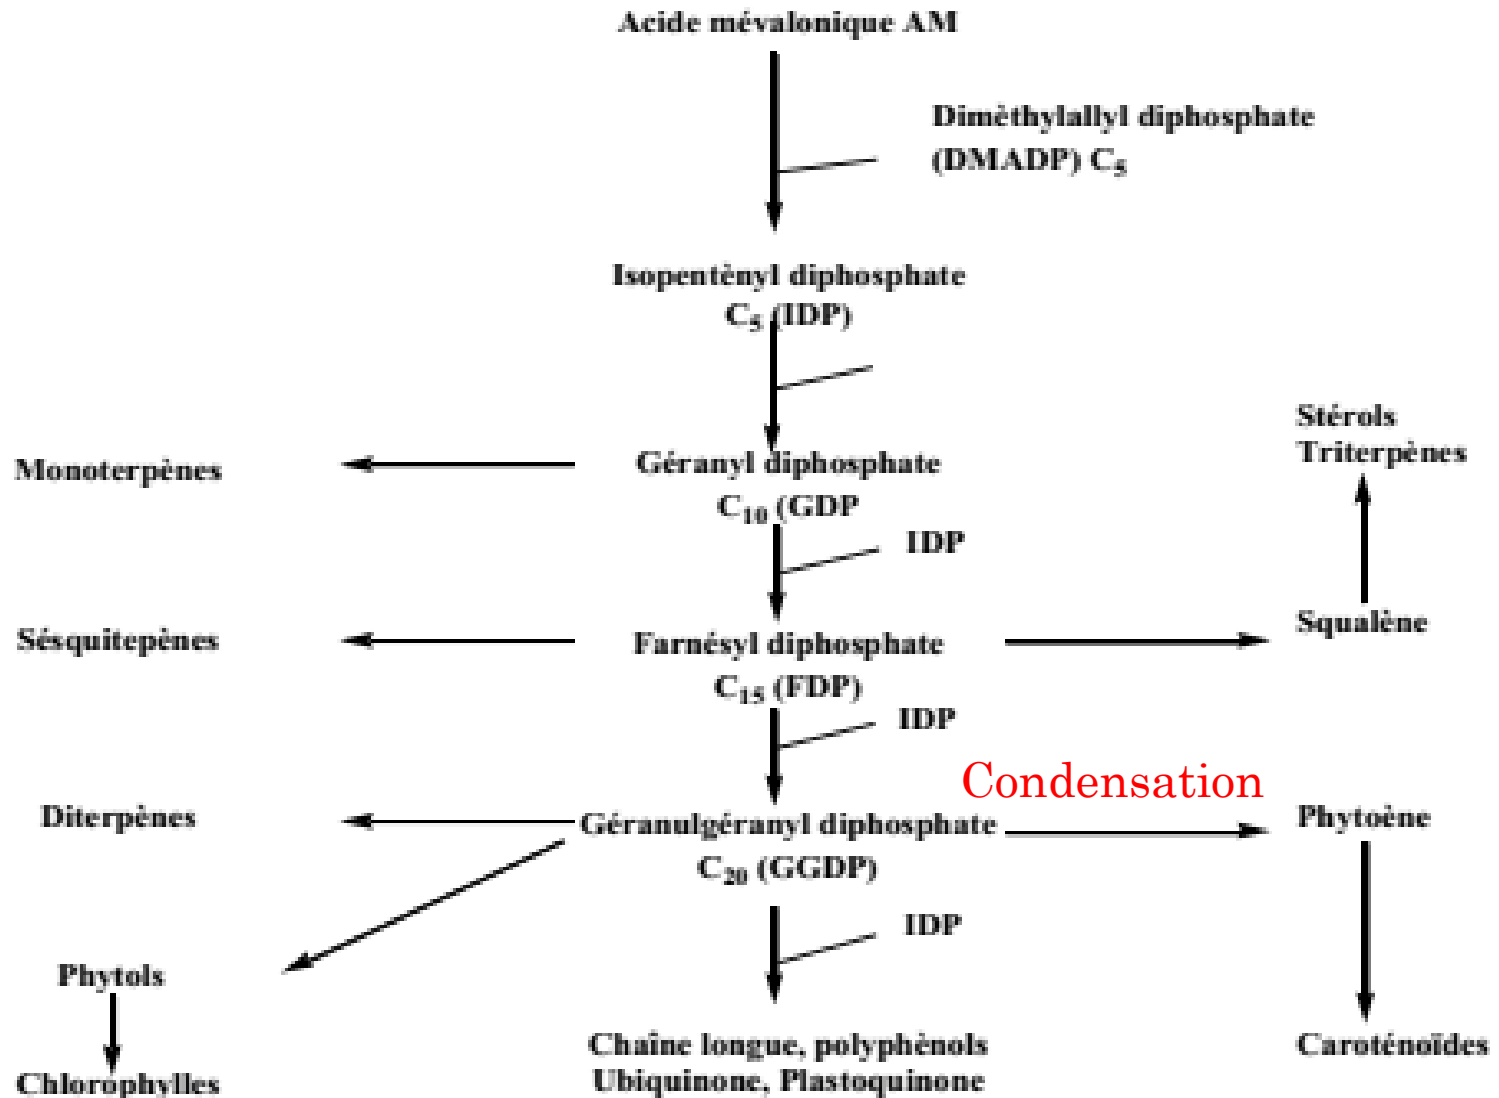 Acide mévalonique AM
Dimèthylallyl diphosphate
(DMADP) C5
Isopentènyl diphosphate
C5 (IDP)
Stérols
Triterpènes
Monoterpènes
Géranyl diphosphate
C10 (GDP
IDP
Sésquitepènes
Farnésyl diphosphate
Squalène
C15 (FDP)
IDP
Condensation
Diterpènes
Géranulgéranyl diphosphate
Phytoène
C20 (GGDP)
IDP
Phytols
Chaîne longue, polyphènols
Caroténoïdes
Ubiquinone, Plastoquinone
Chlorophylles